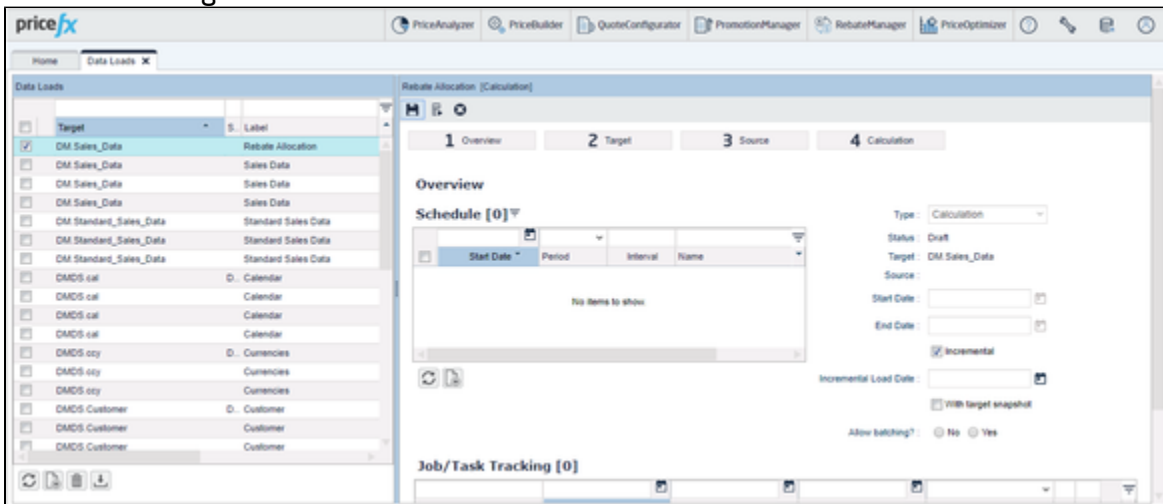 pricefx PriceAnalyzer PriceBuilder QuoteConfigurator PromotionManager RebateManager PriceOptimizer
Home Data Loads
Data Loads
Target S.. Label
DM.Sales_Data Rebate Allocation
DM.Sales_Data Sales Data
DM.Sales_Data Sales Data
DM.Sales_Data Sales Data
DM.Standard_Sales_Data Standard Sales Data
DM.Standard_Sales_Data Standard Sales Data
DM.Standard_Sales_Data Standard Sales Data
DMDS.cal D.. Calendar
DMDS.cal Calendar
DMDS.cal Calendar
DMDS.ccy D.. Currencies
DMDS.ccy Currencies
DMDS.ccy Currencies
DMDS.Customer D.. Customer
DMDS.Customer Customer
DMDS.Customer Customer
Rebate Allocation [Calculation]
1 Overview 2 Target 3 Source 4 Calculation
Overview
Schedule [0]
Start Date Period Interval Name
No items to show.
Type : Calculation
Status : Draft
Target : DM.Sales_Data
Source :
Start Date :
End Date :
Incremental
Incremental Load Date :
With target snapshot
Allow batching? : No Yes
Job/Task Tracking [0]